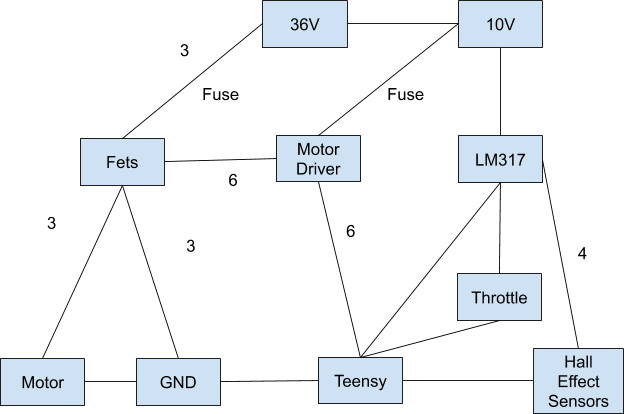 36V
10V
3
Fuse
Fuse
Fets
Motor
Driver
LM317
6
3
3
6
4
Throttle
Motor
GND
Teensy
Hall
Effect
Sensors